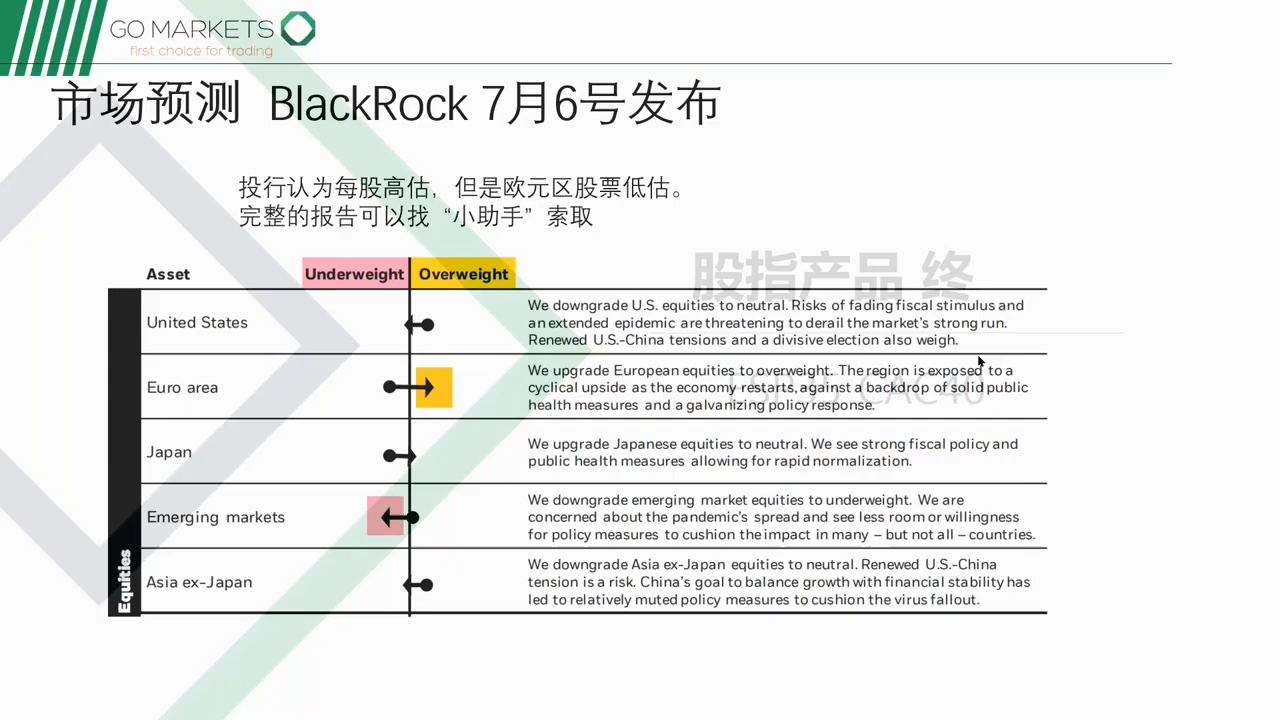 GO MARKETS
first choice for trading
市场预测 BlackRock 7月6号发布
投行认为每股高估，但是欧元区股票低估。
完整的报告可以找“小助手”索取
股指产品 终
Asset Underweight Overweight
United States
We downgrade U.S. equities to neutral. Risks of fading fiscal stimulus and
an extended epidemic are threatening to derail the market's strong run.
Renewed U.S.-China tensions and a divisive election also weigh.
Euro area
We upgrade European equities to overweight. The region is exposed to a
cyclical upside as the economy restarts, against a backdrop of solid public
health measures and a galvanizing policy response.
ESP35 CAC40
Japan
We upgrade Japanese equities to neutral. We see strong fiscal policy and
public health measures allowing for rapid normalization.
Emerging markets
We downgrade emerging market equities to underweight. We are
concerned about the pandemic's spread and see less room or willingness
for policy measures to cushion the impact in many – but not all – countries.
Asia ex-Japan
We downgrade Asia ex-Japan equities to neutral. Renewed U.S.-China
tension is a risk. China's goal to balance growth with financial stability has
led to relatively muted policy measures to cushion the virus fallout.
Equities